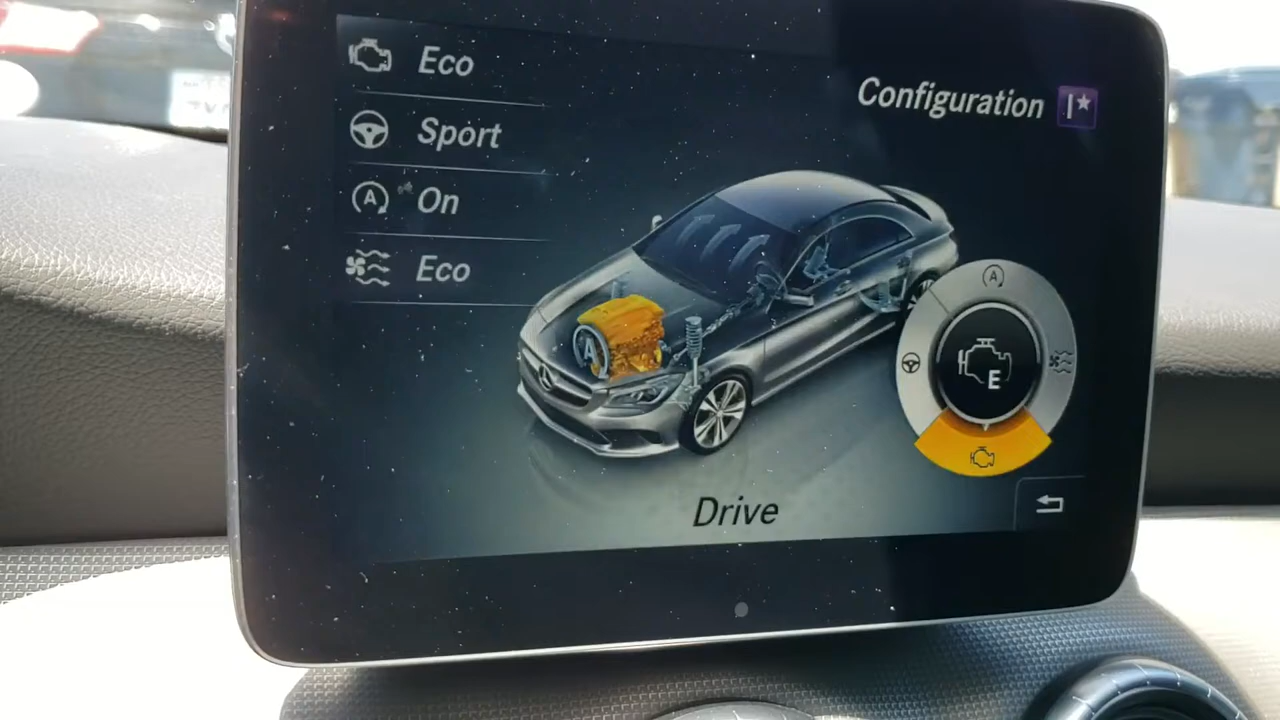 Eco
Configuration I★
Sport
A On
Eco
A
A
E
Drive